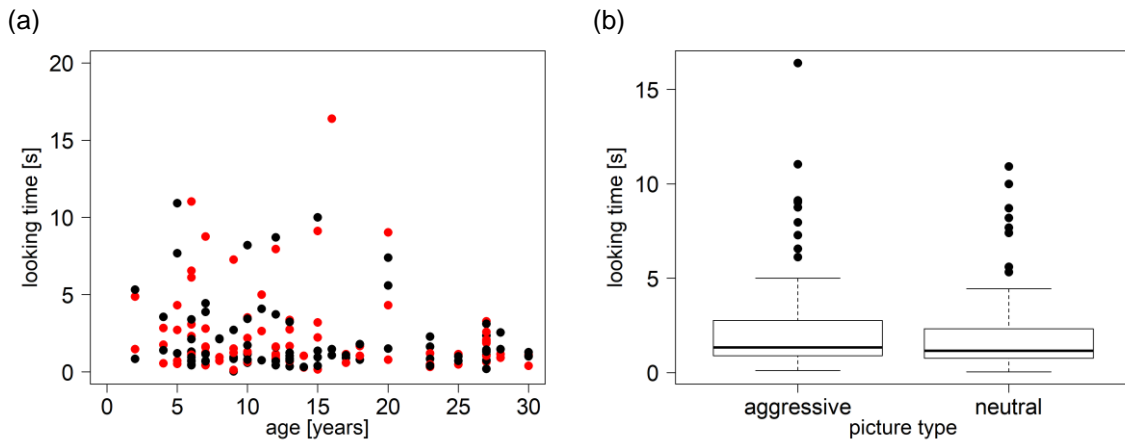 (a)
looking time [s]
20
15
10
5
0
0 5 10 15 20 25 30
age [years]
(b)
looking time [s]
15
10
5
0
aggressive neutral
picture type